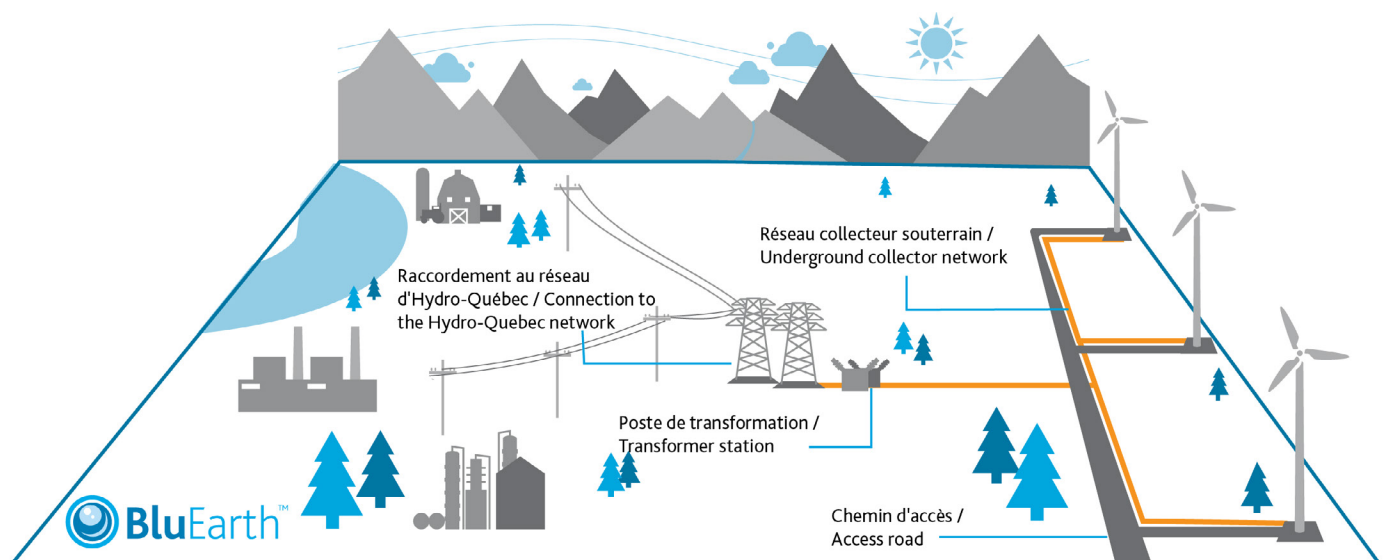 Réseau collecteur souterrain /
Underground collector network
Raccordement au réseau
d'Hydro-Québec / Connection to
the Hydro-Quebec network
Poste de transformation /
Transformer station
Chemin d'accès /
Access road
BluEarth™